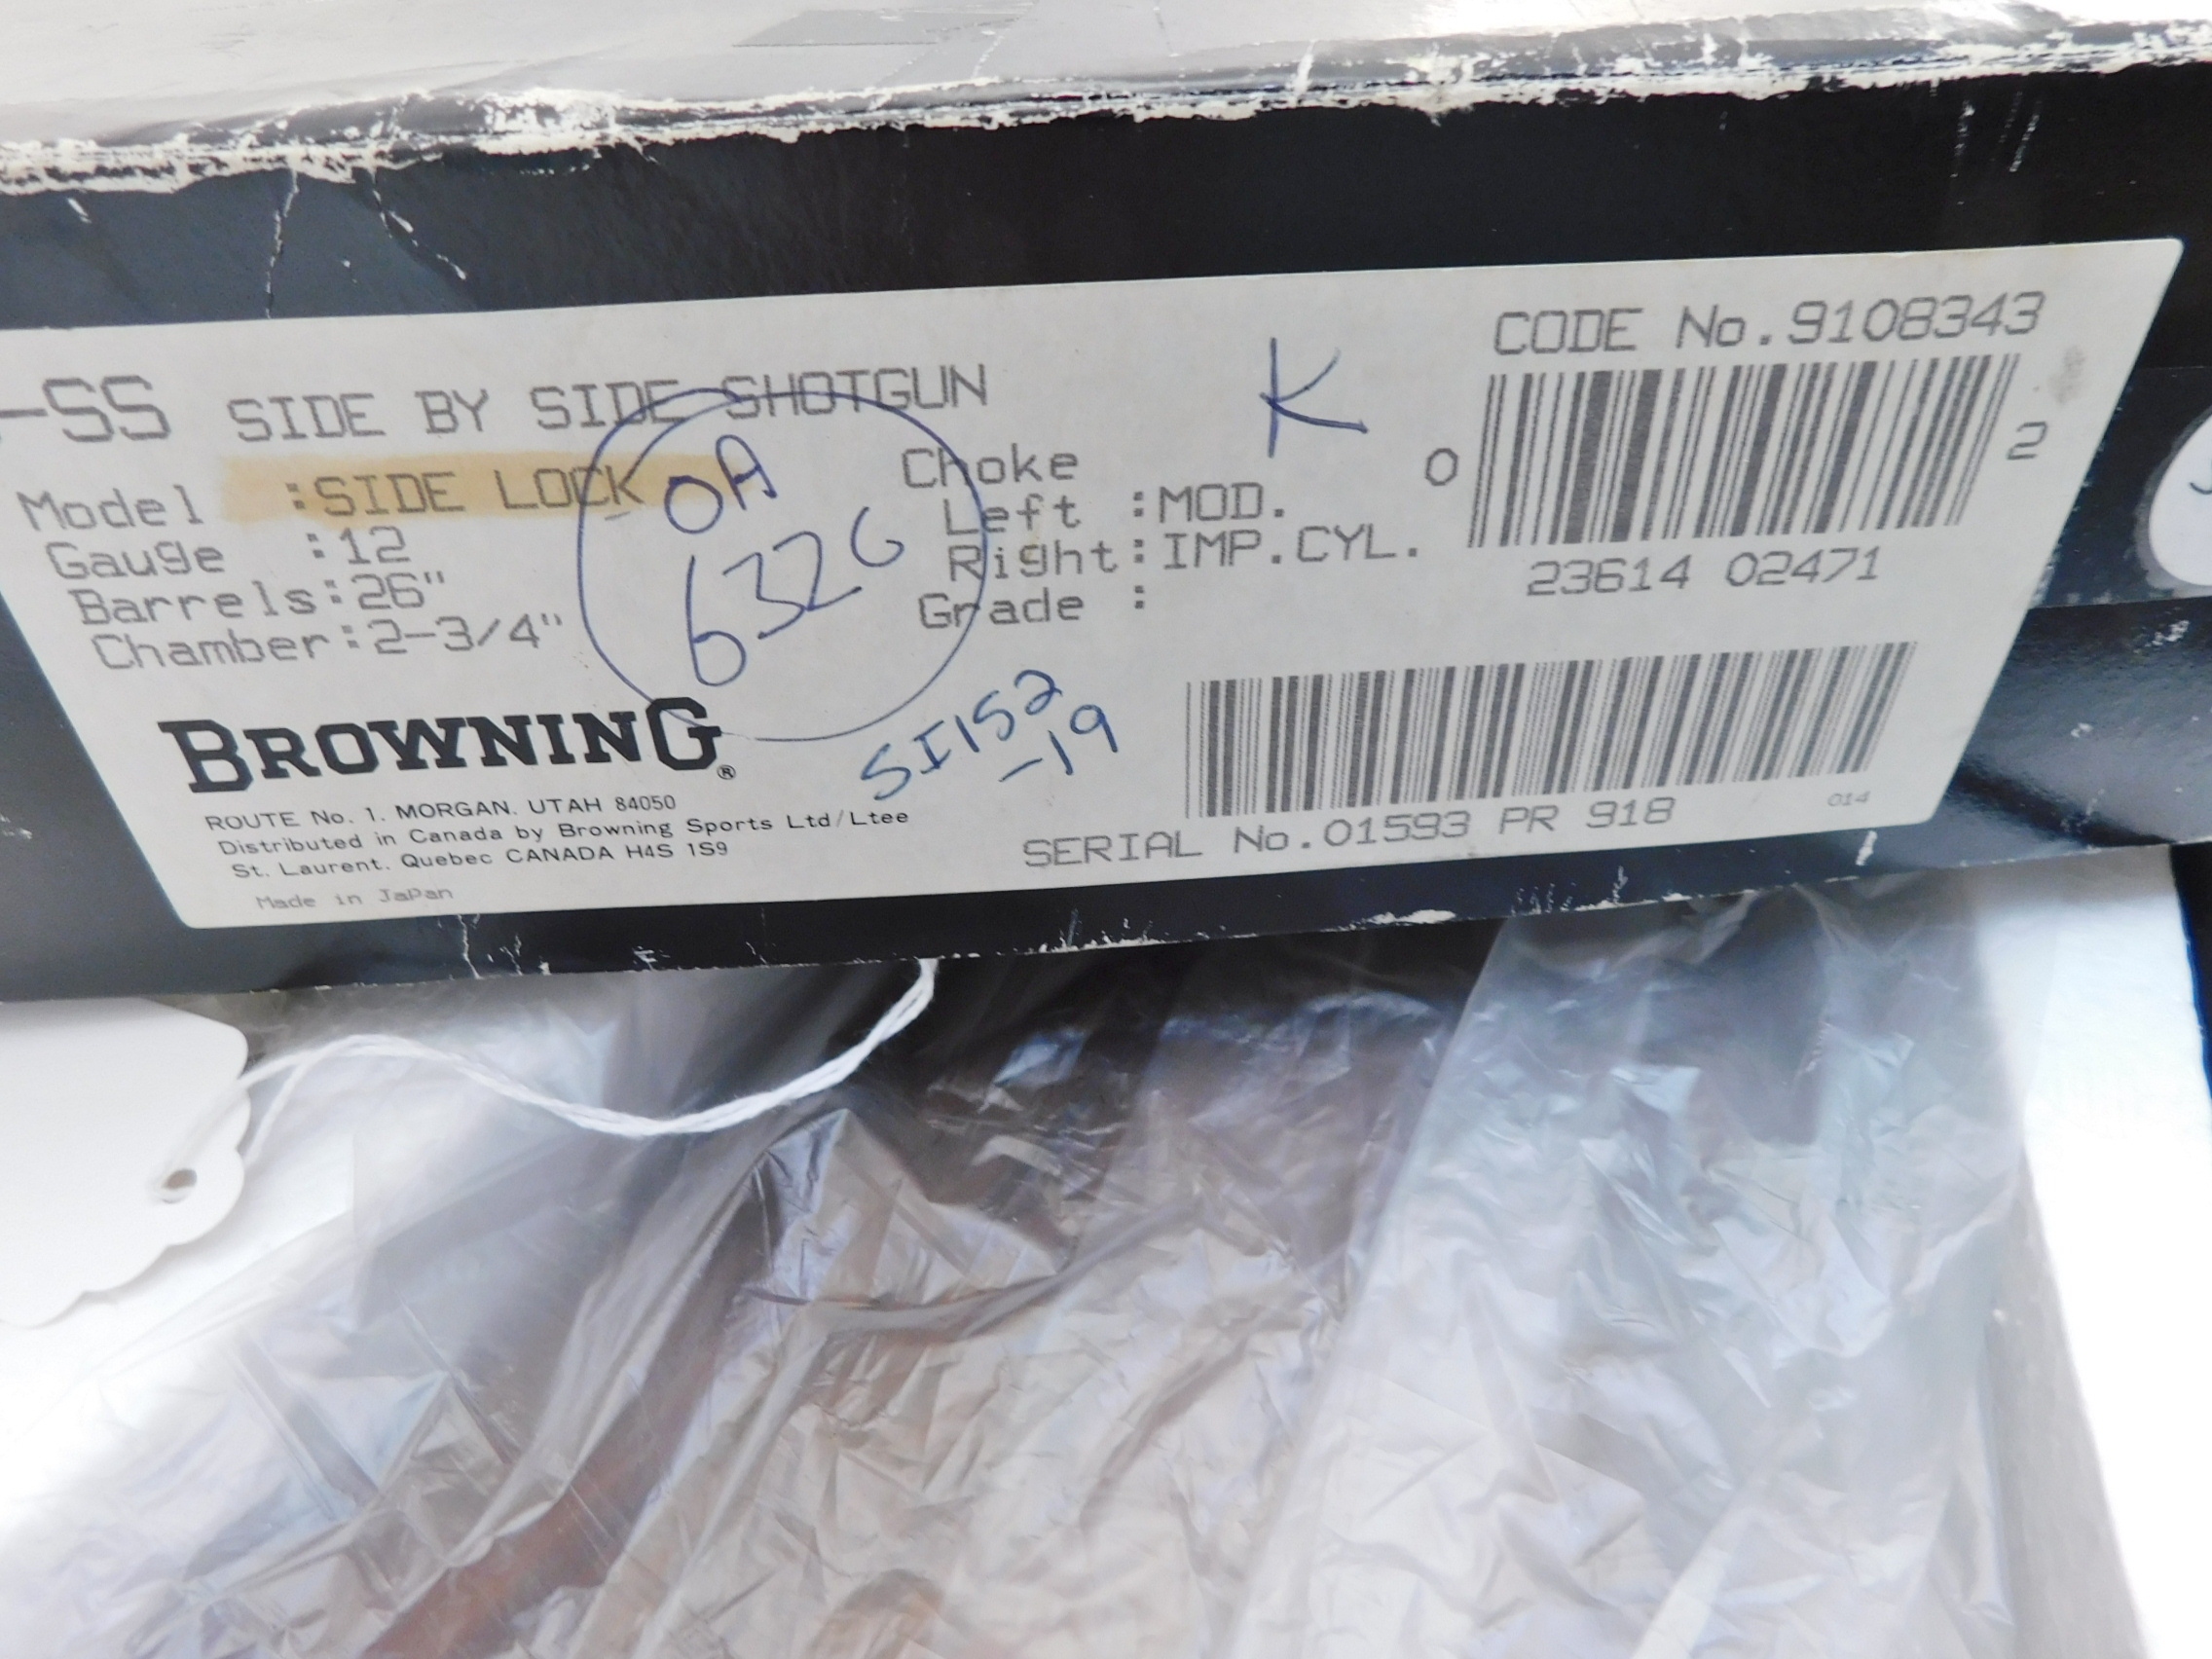 -SS SIDE BY SIDE SHOTGUN
Model :SIDE LOCK
Gauge :12
Barrels:26"
Chamber:2-3/4"
OA
6326
Choke
Left :MOD.
Right:IMP.CYL.
Grade :
K
CODE No.9108343
0 2
23614 02471
BROWNING®
ROUTE No. 1, MORGAN, UTAH 84050
Distributed in Canada by Browning Sports Ltd/Ltee
St. Laurent, Quebec CANADA H4S 1S9
Made in Japan
SI152
-19
SERIAL No.01593 PR 918
014